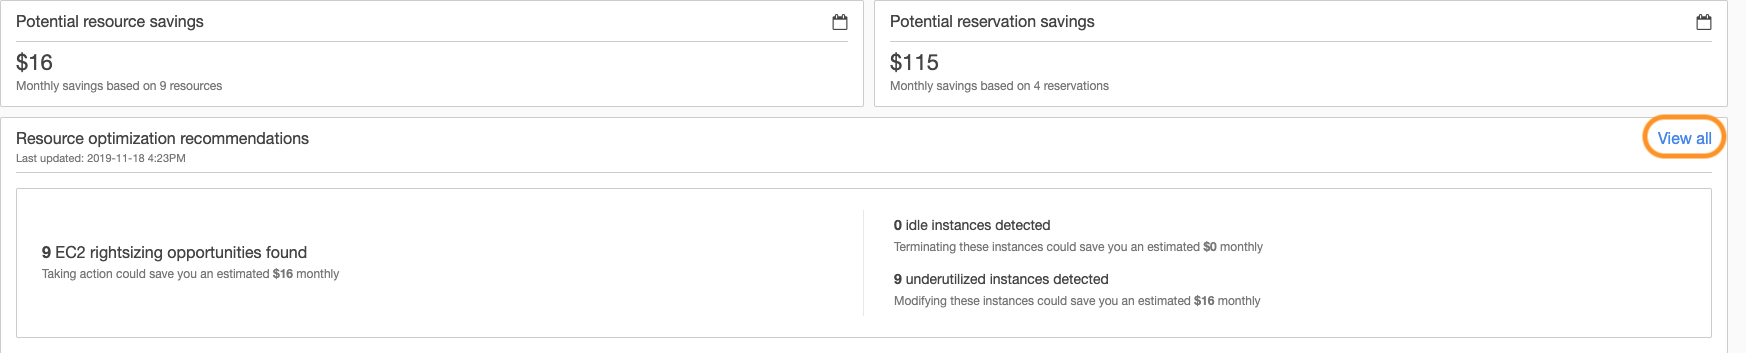 Potential resource savings
$16
Monthly savings based on 9 resources
Potential reservation savings
$115
Monthly savings based on 4 reservations
Resource optimization recommendations
View all
Last updated: 2019-11-18 4:23PM
9 EC2 rightsizing opportunities found
Taking action could save you an estimated $16 monthly
0 idle instances detected
Terminating these instances could save you an estimated $0 monthly
9 underutilized instances detected
Modifying these instances could save you an estimated $16 monthly